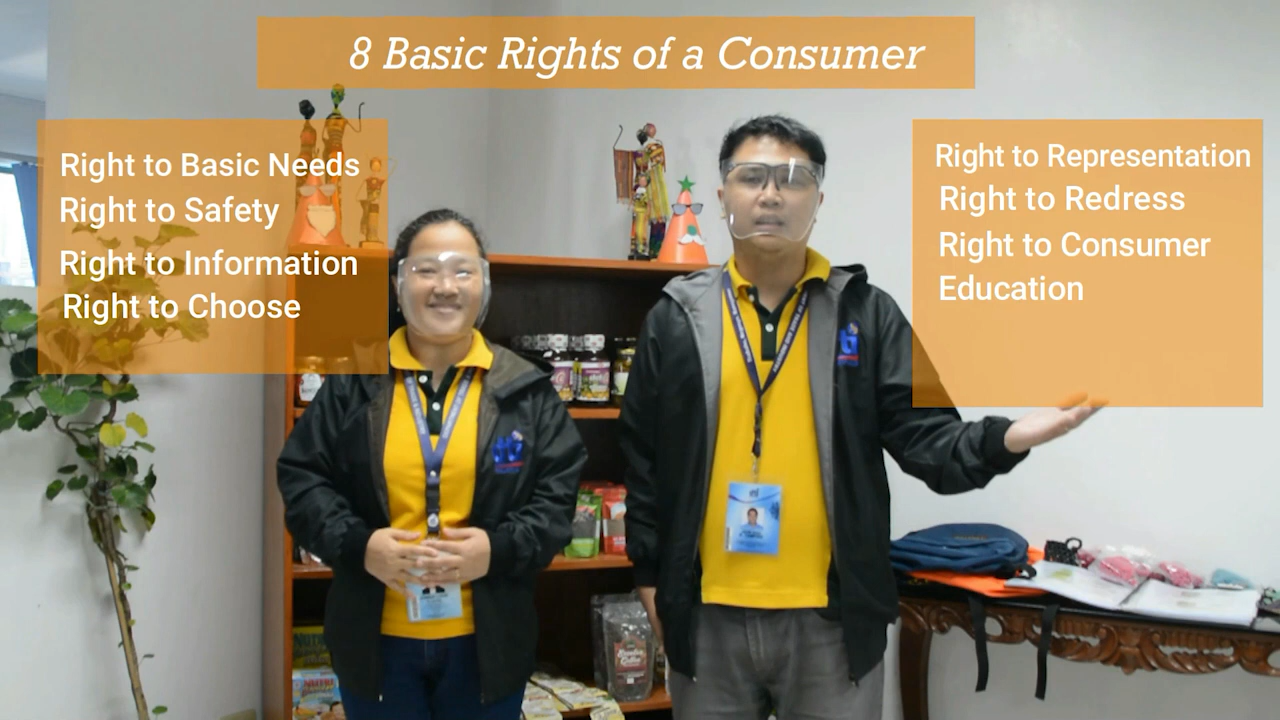 8 Basic Rights of a Consumer
Right to Basic Needs
Right to Safety
Right to Information
Right to Choose
Right to Representation
Right to Redress
Right to Consumer
Education